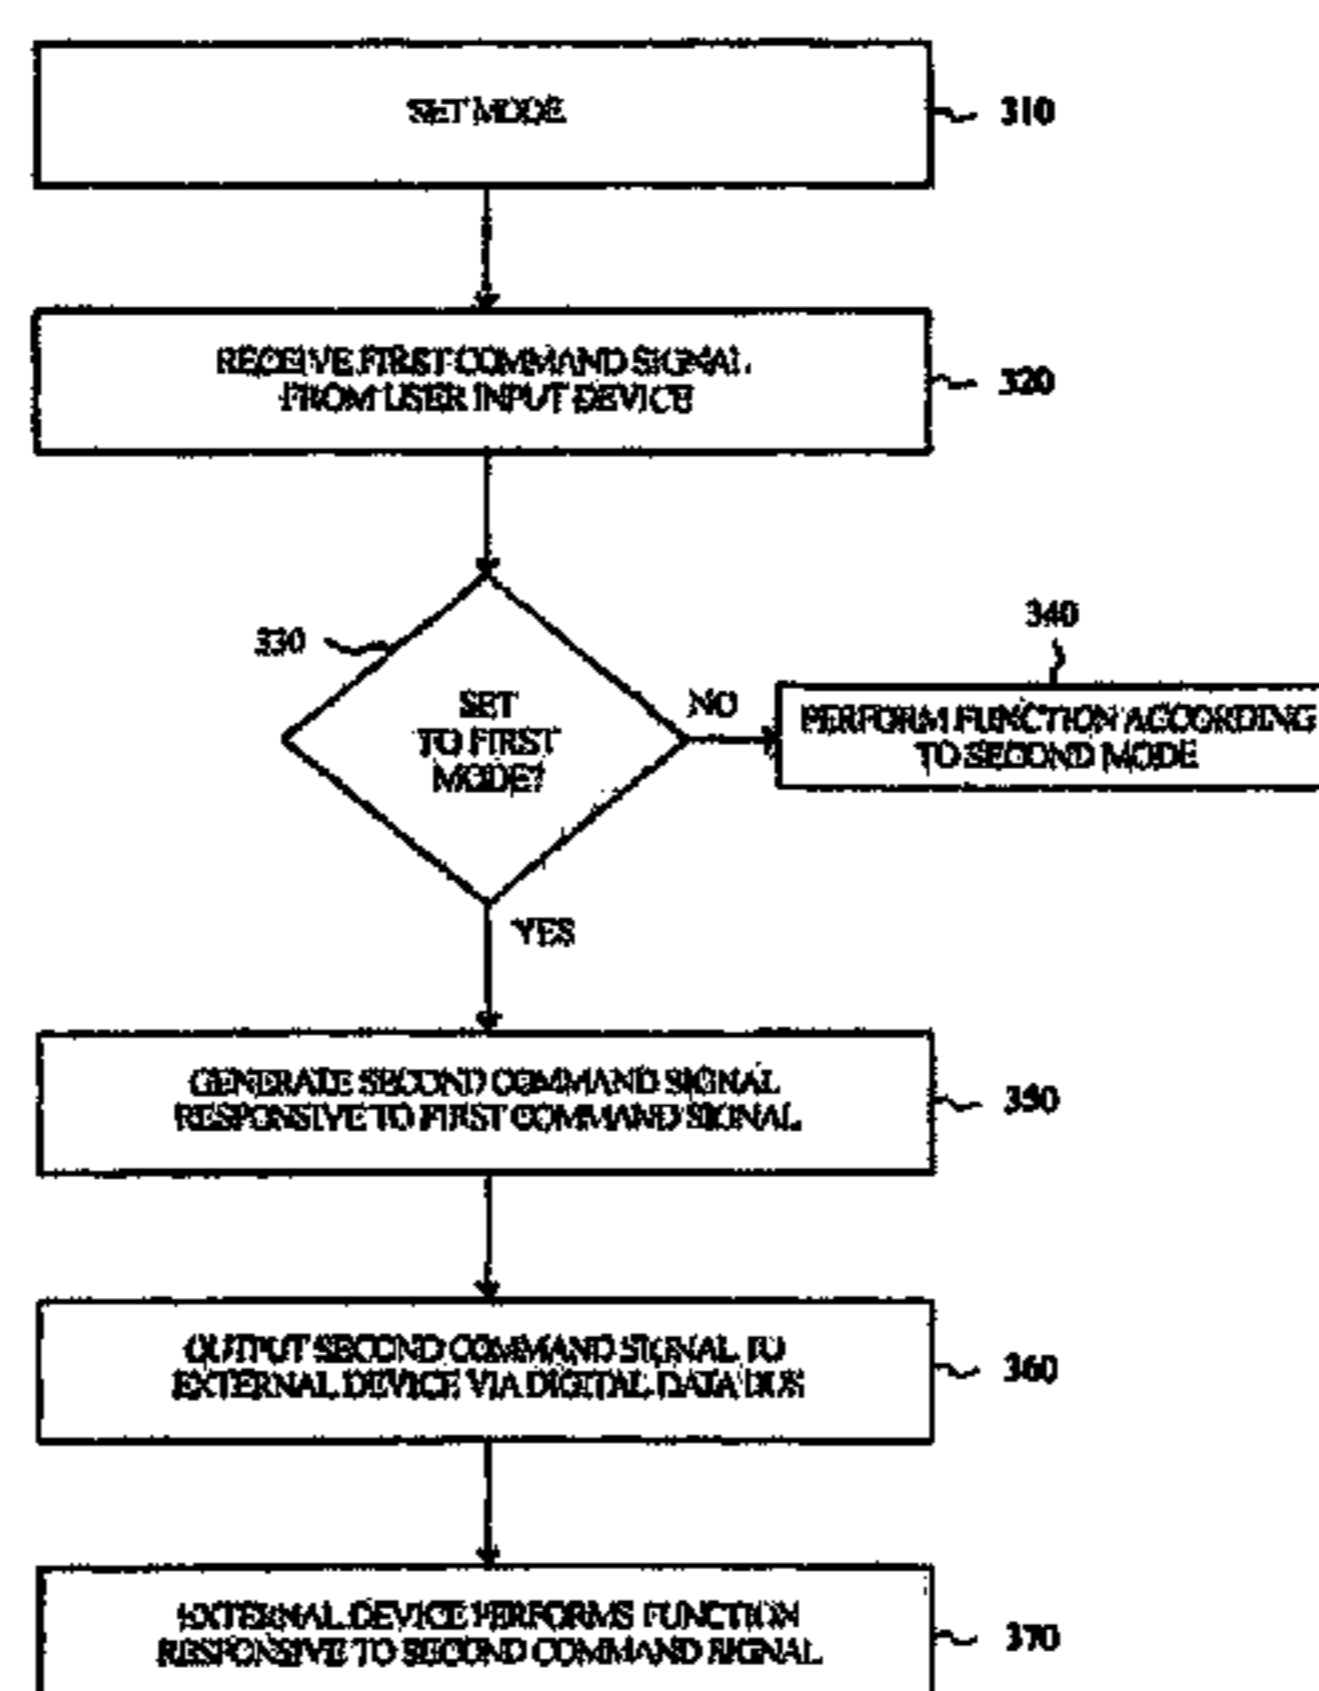 SET MODE
310
RECEIVE FIRST COMMAND SIGNAL
FROM USER INPUT DEVICE
320
330
SET
TO FIRST
MODE?
NO
340
PERFORM FUNCTION ACCORDING
TO SECOND MODE
YES
GENERATE SECOND COMMAND SIGNAL
RESPONSIVE TO FIRST COMMAND SIGNAL
350
OUTPUT SECOND COMMAND SIGNAL TO
EXTERNAL DEVICE VIA DIGITAL DATA BUS
360
EXTERNAL DEVICE PERFORMS FUNCTION
RESPONSIVE TO SECOND COMMAND SIGNAL
370